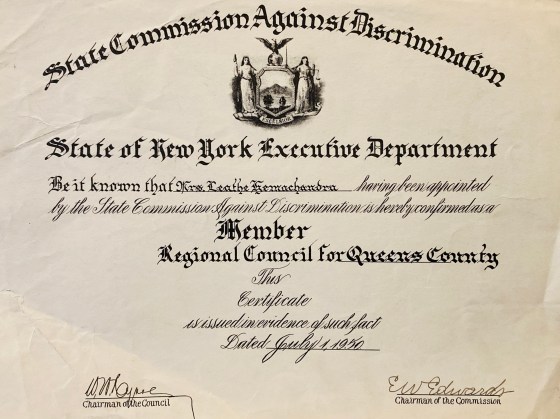 State Commission Against Discrimination
EXCELSIOR
State of New York Executive Department
Be it known that Mrs. Leathe Hemachandra having been appointed
by the State Commission Against Discrimination is hereby confirmed as a
Member
Regional Council for Queens County
This
Certificate
is issued in evidence of such fact
Dated July 1, 1950
Chairman of the Council
E W Edwards
Chairman of the Commission